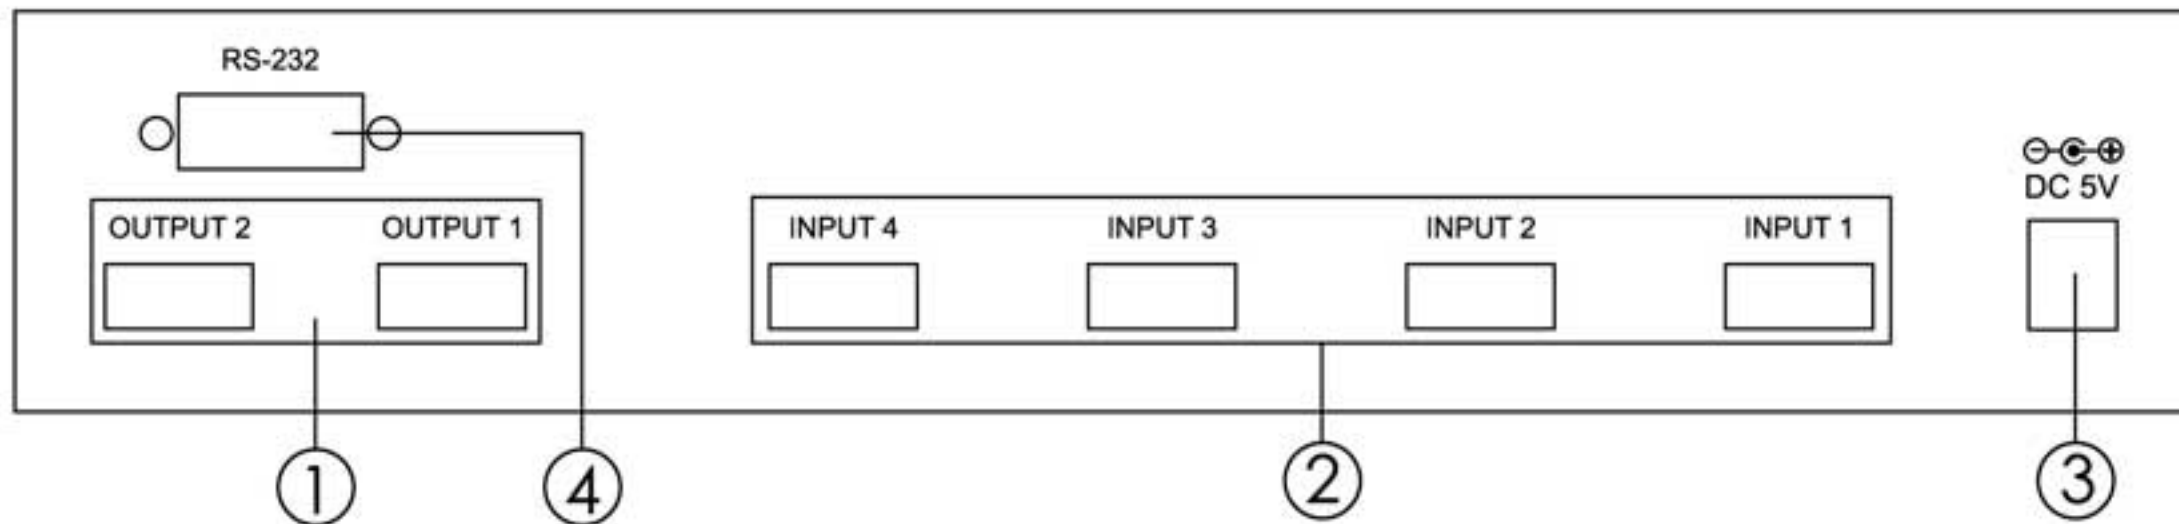 RS-232
DC 5V
OUTPUT 2 OUTPUT 1 INPUT 4 INPUT 3 INPUT 2 INPUT 1
1 4 2 3